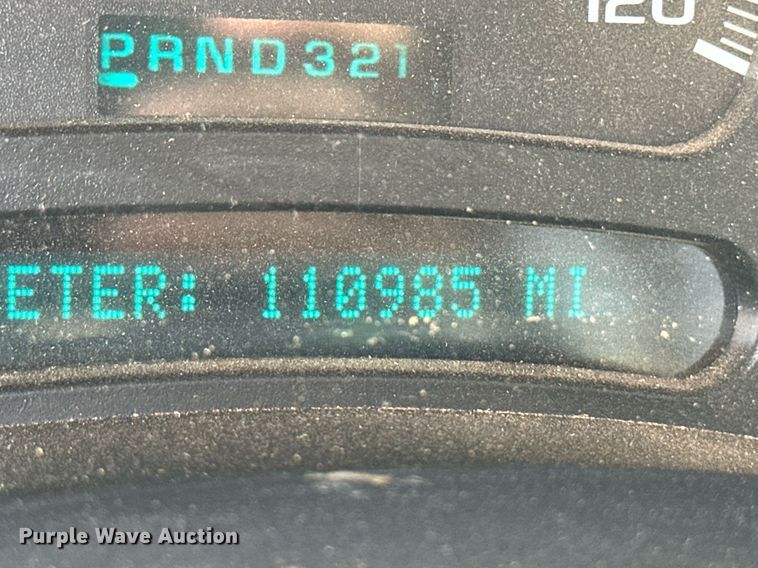 120
PRND321
ETER: 110985 MI
Purple Wave Auction